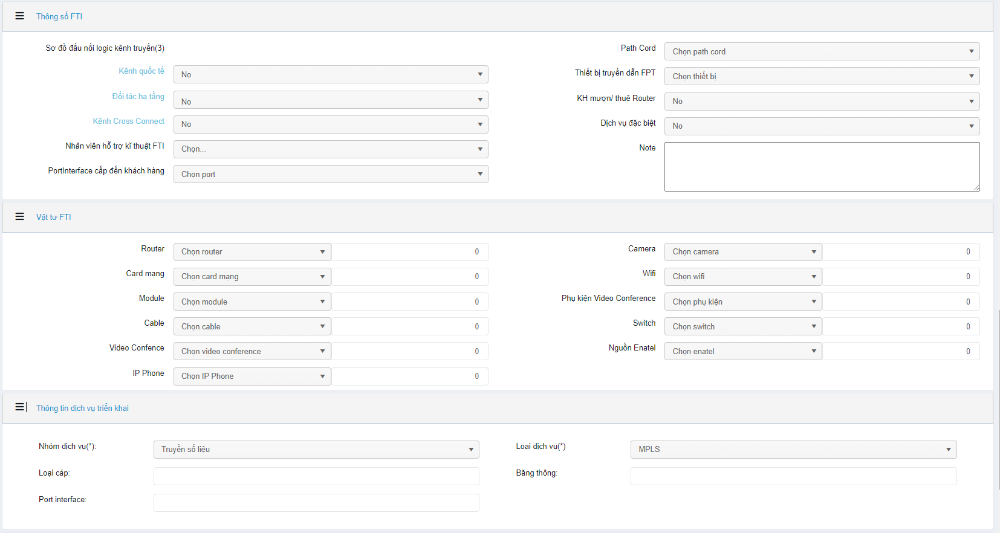 Thông số FTI
Sơ đồ đấu nối logic kênh truyền(3)
Kênh quốc tế No
Đối tác hạ tầng No
Kênh Cross Connect No
Nhân viên hỗ trợ kĩ thuật FTI Chọn...
PortInterface cấp đến khách hàng Chọn port
Path Cord Chọn path cord
Thiết bị truyền dẫn FPT Chọn thiết bị
KH mượn/ thuê Router No
Dịch vụ đặc biệt No
Note
Vật tư FTI
Router Chọn router 0
Card mạng Chọn card mạng 0
Module Chọn module 0
Cable Chọn cable 0
Video Confence Chọn video conference 0
IP Phone Chọn IP Phone 0
Camera Chọn camera 0
Wifi Chọn wifi 0
Phụ kiện Video Conference Chọn phụ kiện 0
Switch Chọn switch 0
Nguồn Enatel Chọn enatel 0
Thông tin dịch vụ triển khai
Nhóm dịch vụ(*): Truyền số liệu
Loại dịch vụ(*) MPLS
Loại cáp:
Băng thông:
Port interface: